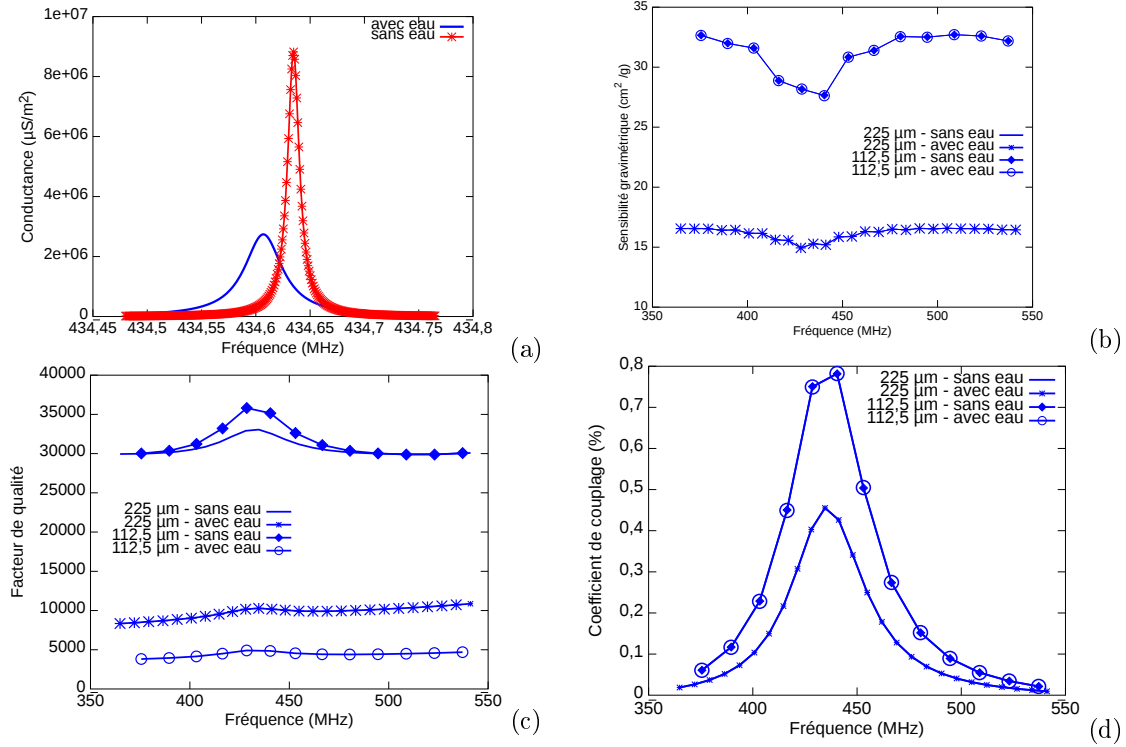 1e+07
8e+06
6e+06
4e+06
2e+06
0
Conductance (µS/m²)
avec eau
sans eau
434,45
434,5
434,55
434,6
434,65
434,7
434,75
434,8
Fréquence (MHz)
(a)
35
30
25
20
15
10
Sensibilité gravimétrique (cm² /g)
225 µm - sans eau
225 µm - avec eau
112,5 µm - sans eau
112,5 µm - avec eau
350
400
450
500
550
Fréquence (MHz)
(b)
40000
35000
30000
25000
20000
15000
10000
5000
0
Facteur de qualité
225 µm - sans eau
225 µm - avec eau
112,5 µm - sans eau
112,5 µm - avec eau
350
400
450
500
550
Fréquence (MHz)
(c)
0,8
0,7
0,6
0,5
0,4
0,3
0,2
0,1
0
Coefficient de couplage (%)
225 µm - sans eau
225 µm - avec eau
112,5 µm - sans eau
112,5 µm - avec eau
350
400
450
500
550
Fréquence (MHz)
(d)